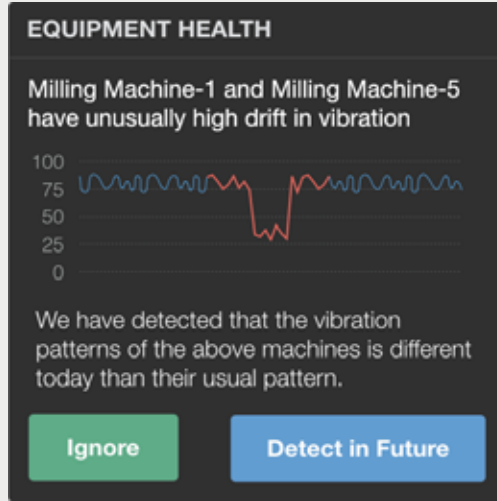 EQUIPMENT HEALTH
Milling Machine-1 and Milling Machine-5
have unusually high drift in vibration
100
75
50
25
0
We have detected that the vibration
patterns of the above machines is different
today than their usual pattern.
Ignore
Detect in Future